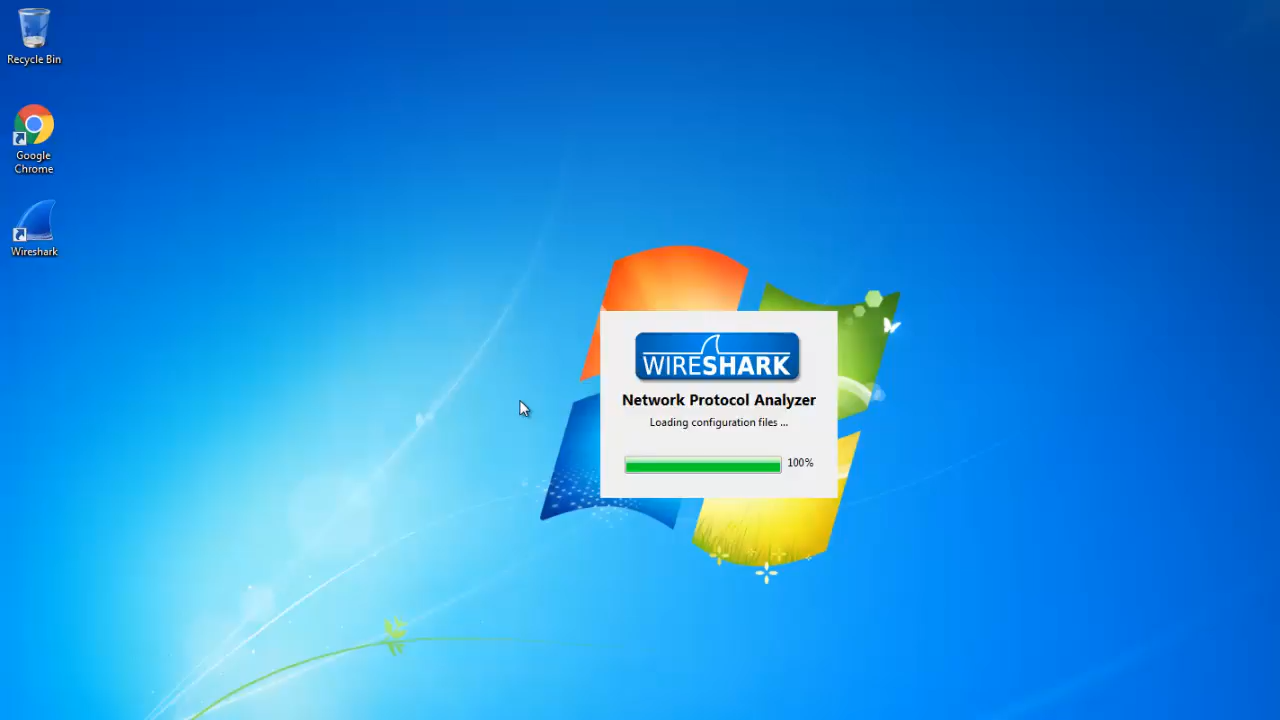 Recycle Bin
Google
Chrome
Wireshark
WIRESHARK
Network Protocol Analyzer
Loading configuration files ...
100%